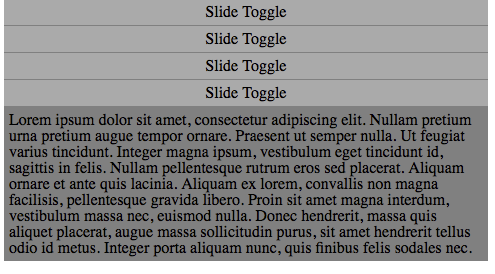 Slide Toggle
Slide Toggle
Slide Toggle
Slide Toggle
Lorem ipsum dolor sit amet, consectetur adipiscing elit. Nullam pretium
urna pretium augue tempor ornare. Praesent ut semper nulla. Ut feugiat
varius tincidunt. Integer magna ipsum, vestibulum eget tincidunt id,
sagittis in felis. Nullam pellentesque rutrum eros sed placerat. Aliquam
ornare et ante quis lacinia. Aliquam ex lorem, convallis non magna
facilisis, pellentesque gravida libero. Proin sit amet magna interdum,
vestibulum massa nec, euismod nulla. Donec hendrerit, massa quis
aliquet placerat, augue massa sollicitudin purus, sit amet hendrerit tellus
odio id metus. Integer porta aliquam nunc, quis finibus felis sodales nec.